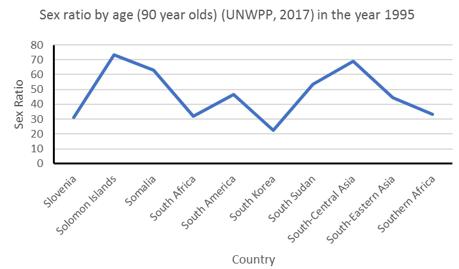 Sex ratio by age (90 year olds) (UNWPP, 2017) in the year 1995
80
70
60
50
40
30
20
10
0
Sex Ratio
Slovenia
Solomon Islands
Somalia
South Africa
South America
South Korea
South Sudan
South-Central Asia
South-Eastern Asia
Southern Africa
Country